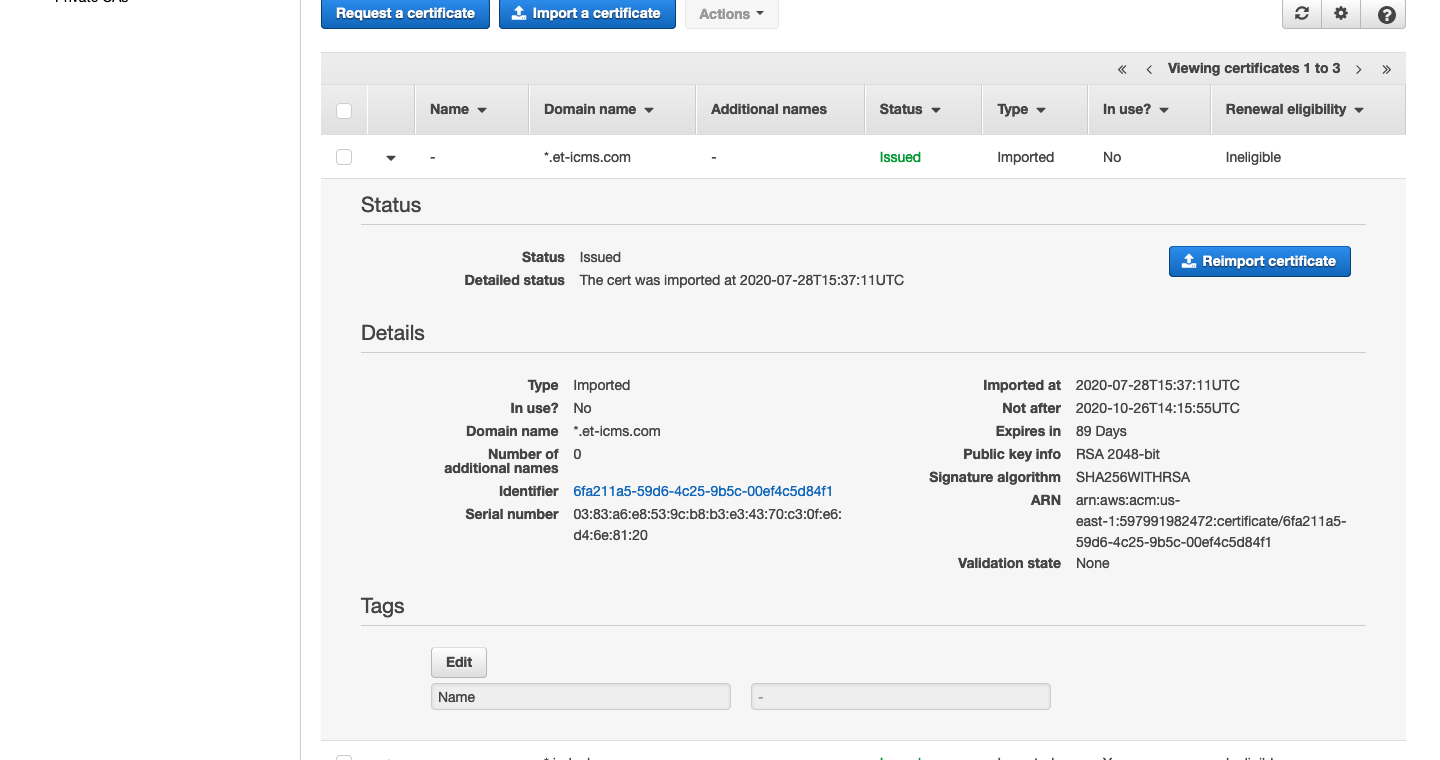 Request a certificate
Import a certificate
Actions
« ‹ Viewing certificates 1 to 3 › »
Name Domain name Additional names Status Type In use? Renewal eligibility
- *.et-icms.com - Issued Imported No Ineligible
Status
Status Issued
Reimport certificate
Detailed status The cert was imported at 2020-07-28T15:37:11UTC
Details
Type Imported
In use? No
Domain name *.et-icms.com
Number of additional names 0
Identifier 6fa211a5-59d6-4c25-9b5c-00ef4c5d84f1
Serial number 03:83:a6:e8:53:9c:b8:b3:e3:43:70:c3:0f:e6:
d4:6e:81:20
Imported at 2020-07-28T15:37:11UTC
Not after 2020-10-26T14:15:55UTC
Expires in 89 Days
Public key info RSA 2048-bit
Signature algorithm SHA256WITHRSA
ARN arn:aws:acm:us-
east-1:597991982472:certificate/6fa211a5-
59d6-4c25-9b5c-00ef4c5d84f1
Validation state None
Tags
Edit
Name -